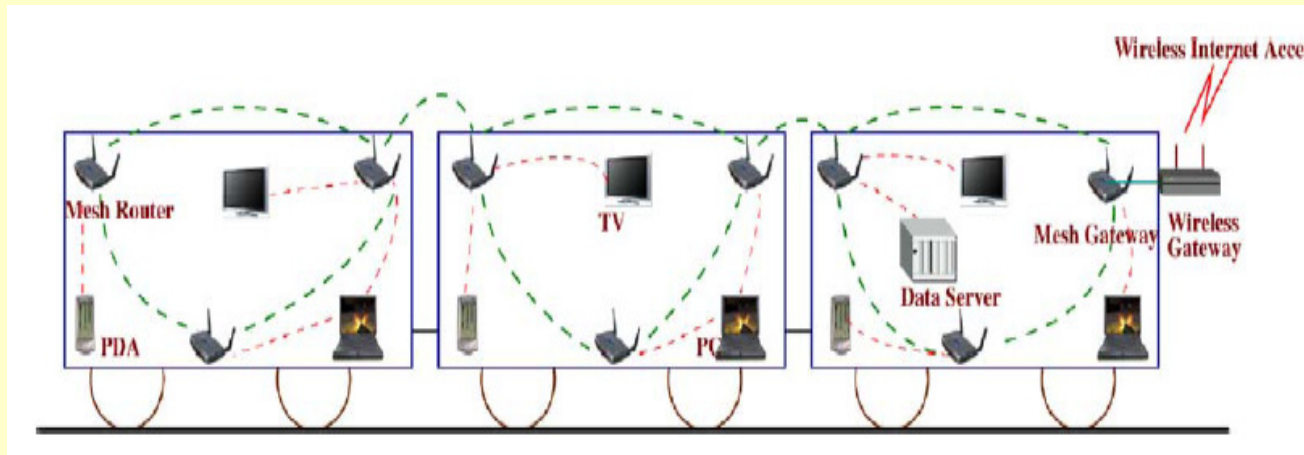 Wireless Internet Acce
Mesh Router
TV
Mesh Gateway
Wireless
Gateway
Data Server
PDA
PC